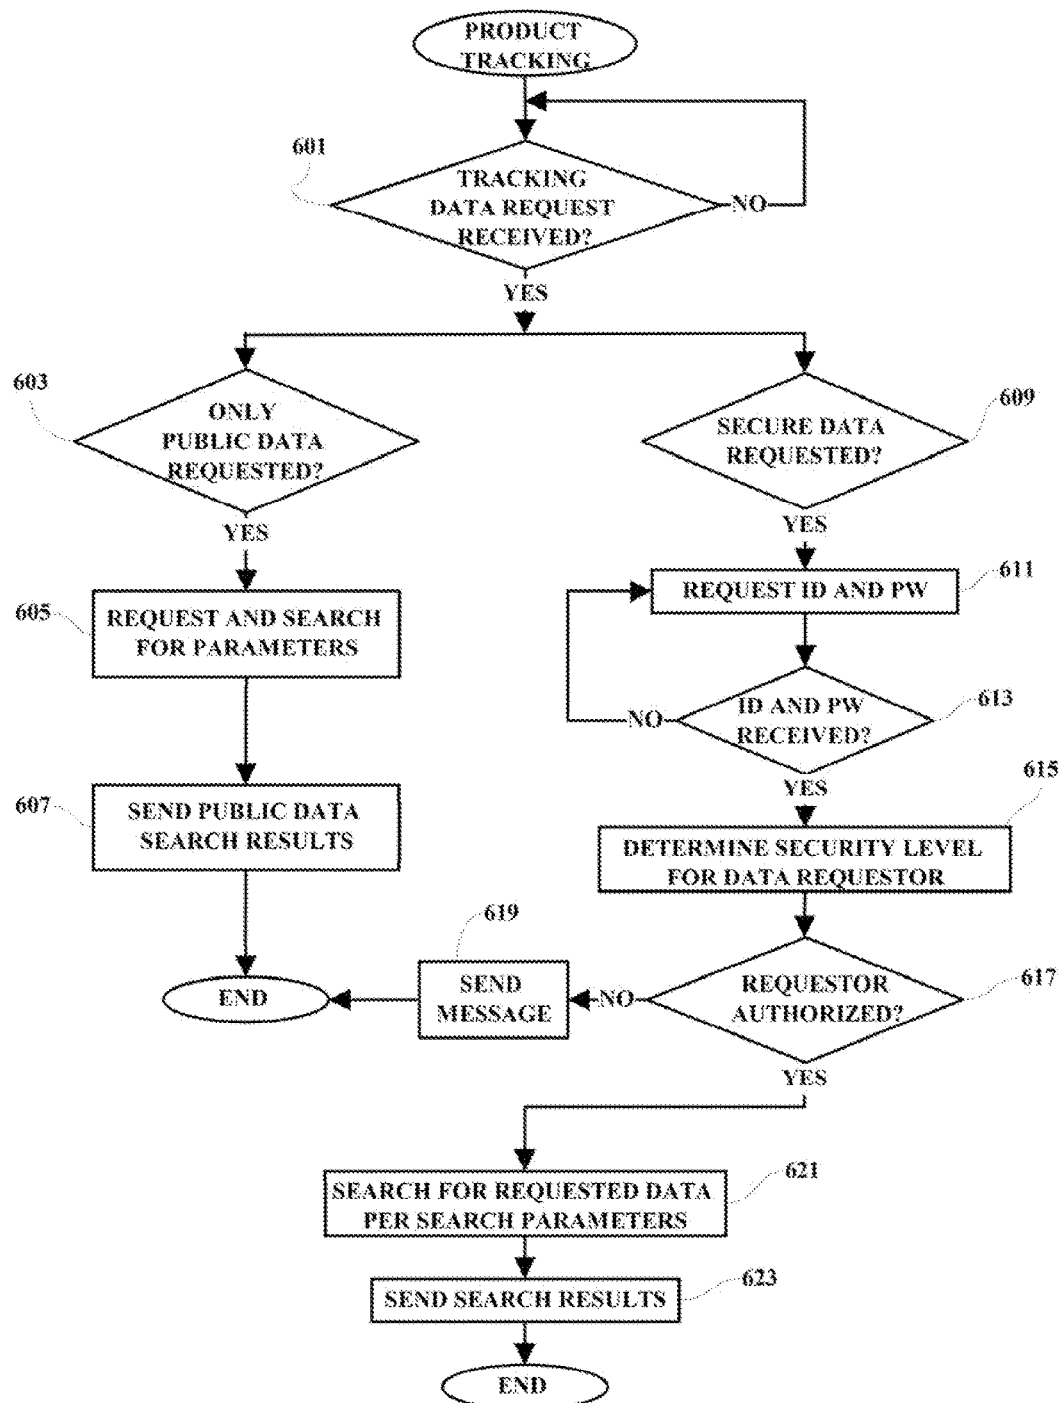 PRODUCT
TRACKING
601
TRACKING
DATA REQUEST
RECEIVED?
NO
YES
603
ONLY
PUBLIC DATA
REQUESTED?
YES
605
REQUEST AND SEARCH
FOR PARAMETERS
607
SEND PUBLIC DATA
SEARCH RESULTS
END
609
SECURE DATA
REQUESTED?
YES
611
REQUEST ID AND PW
613
ID AND PW
RECEIVED?
NO
YES
615
DETERMINE SECURITY LEVEL
FOR DATA REQUESTOR
617
REQUESTOR
AUTHORIZED?
NO
619
SEND
MESSAGE
YES
621
SEARCH FOR REQUESTED DATA
PER SEARCH PARAMETERS
623
SEND SEARCH RESULTS
END